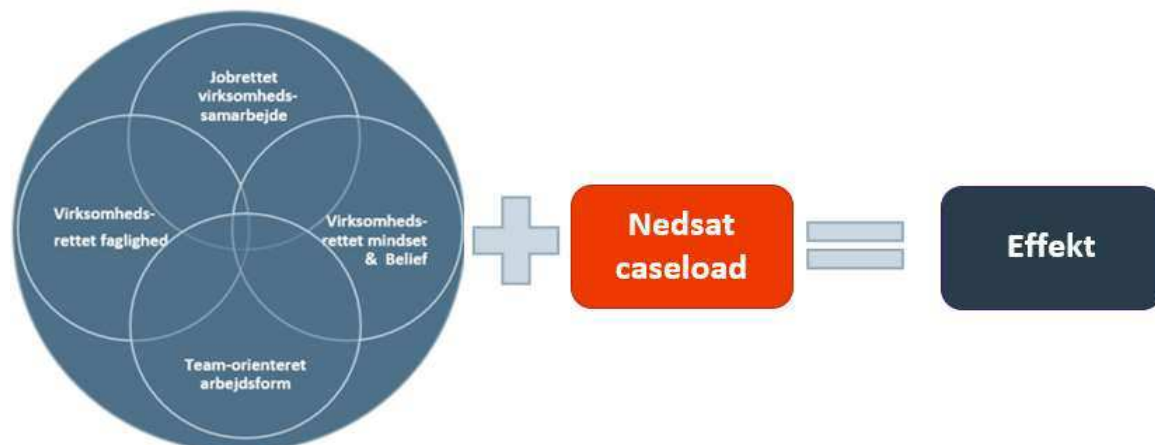 Jobrettet
virksomheds-
samarbejde
Virksomheds-
rettet faglighed
Virksomheds-
rettet mindset
& Belief
Team-orienteret
arbejdsform
Nedsat
caseload
Effekt